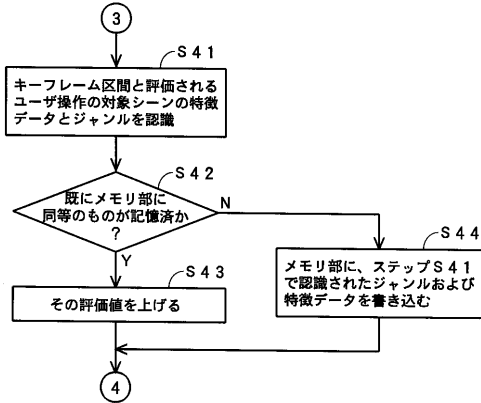 3
S41
キーフレーム区間と評価される
ユーザ操作の対象シーンの特徴
データとジャンルを認識
S42
既にメモリ部に
同等のものが記憶済か
?
N
Y
S43
その評価値を上げる
S44
メモリ部に、ステップS41
で認識されたジャンルおよび
特徴データを書き込む
4